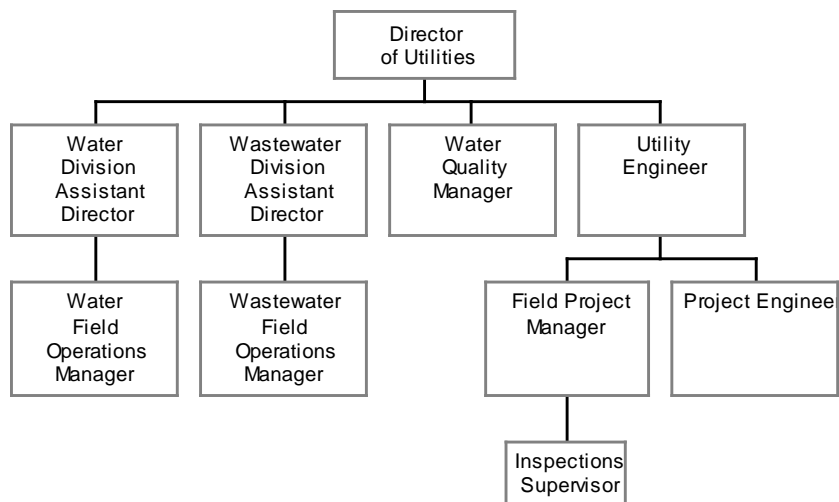 Director
of Utilities
Water
Division
Assistant
Director
Wastewater
Division
Assistant
Director
Water
Quality
Manager
Utility
Engineer
Water
Field
Operations
Manager
Wastewater
Field
Operations
Manager
Field Project
Manager
Project Enginee
Inspections
Supervisor